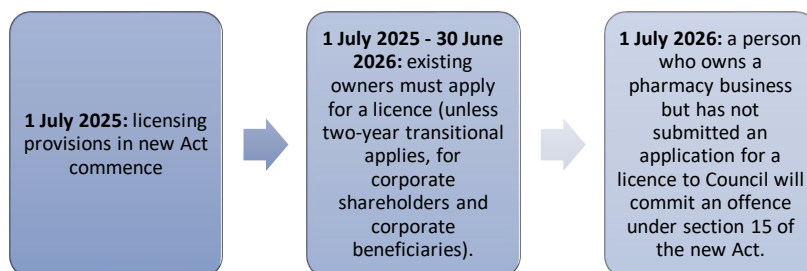 1 July 2025: licensing
provisions in new Act
commence
1 July 2025 - 30 June
2026: existing
owners must apply
for a licence (unless
two-year transitional
applies, for
corporate
shareholders and
corporate
beneficiaries).
1 July 2026: a person
who owns a
pharmacy business
but has not
submitted an
application for a
licence to Council will
commit an offence
under section 15 of
the new Act.